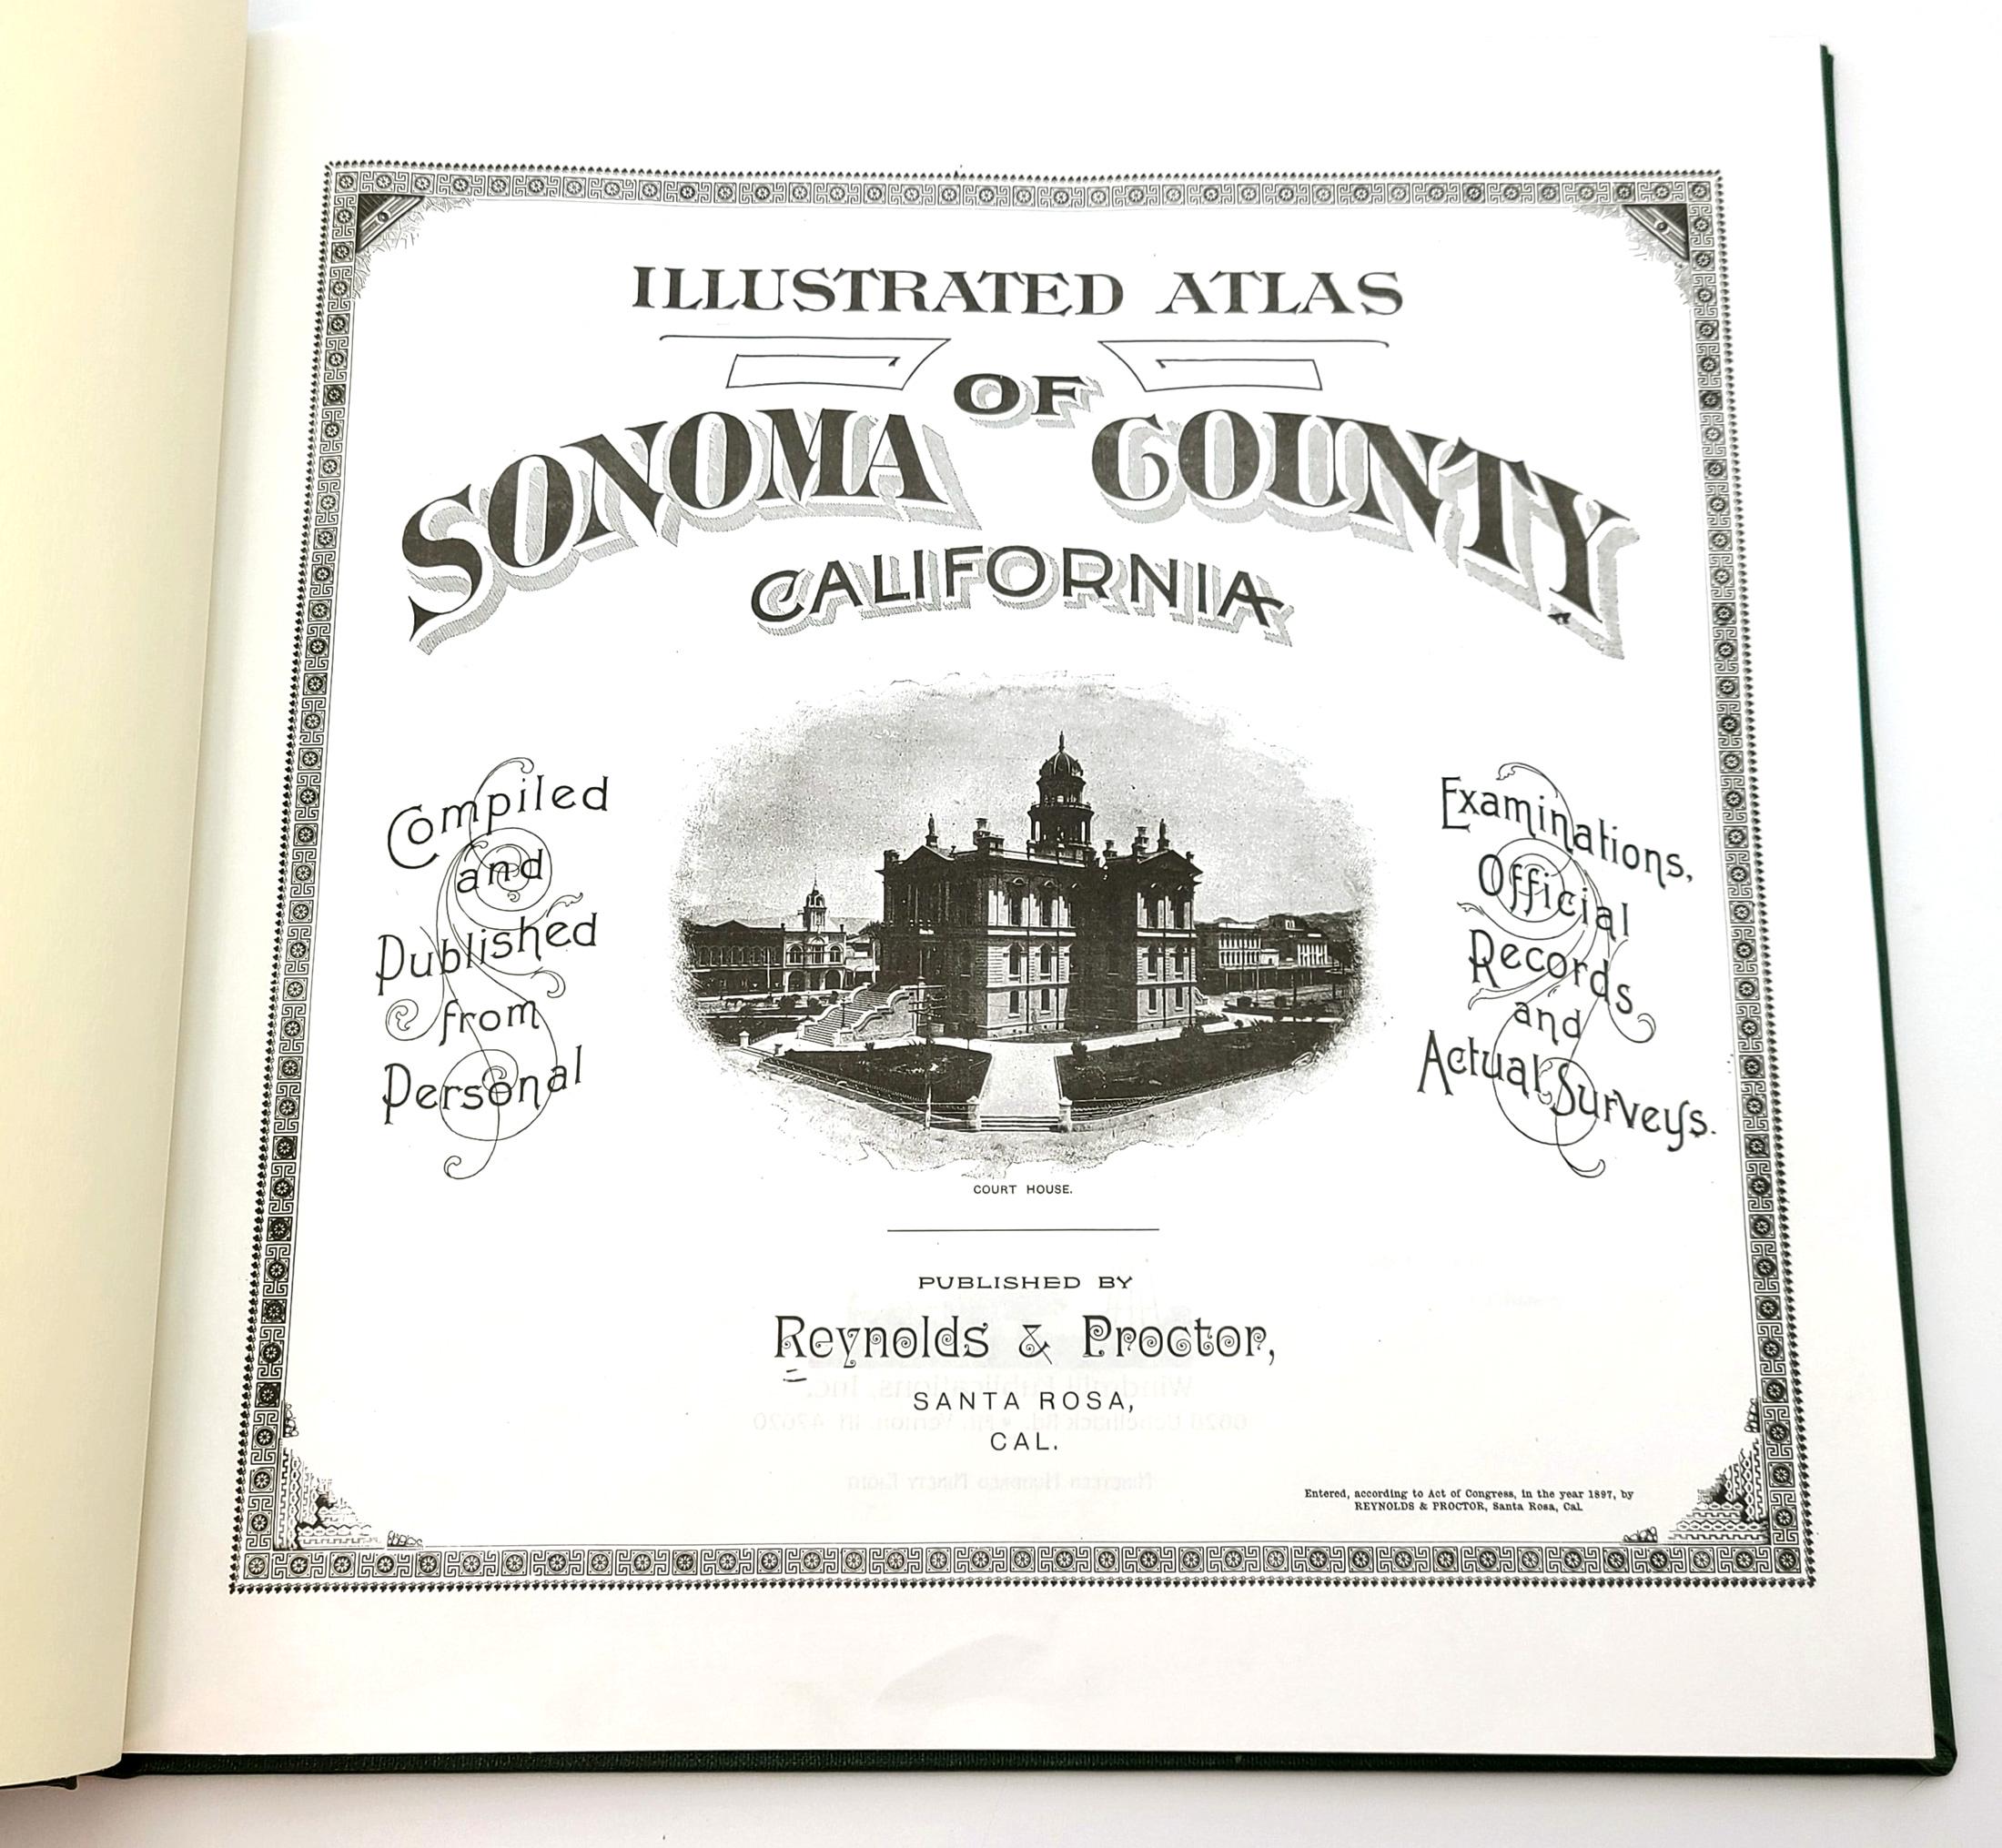 ILLUSTRATED ATLAS
OF
SONOMA COUNTY
CALIFORNIA
Compiled
and
Published
from
Personal
Examinations,
Official
Records
and
Actual Surveys.
COURT HOUSE.
PUBLISHED BY
Reynolds & Proctor,
SANTA ROSA,
CAL.
Entered, according to Act of Congress, in the year 1897, by
REYNOLDS & PROCTOR, Santa Rosa, Cal.